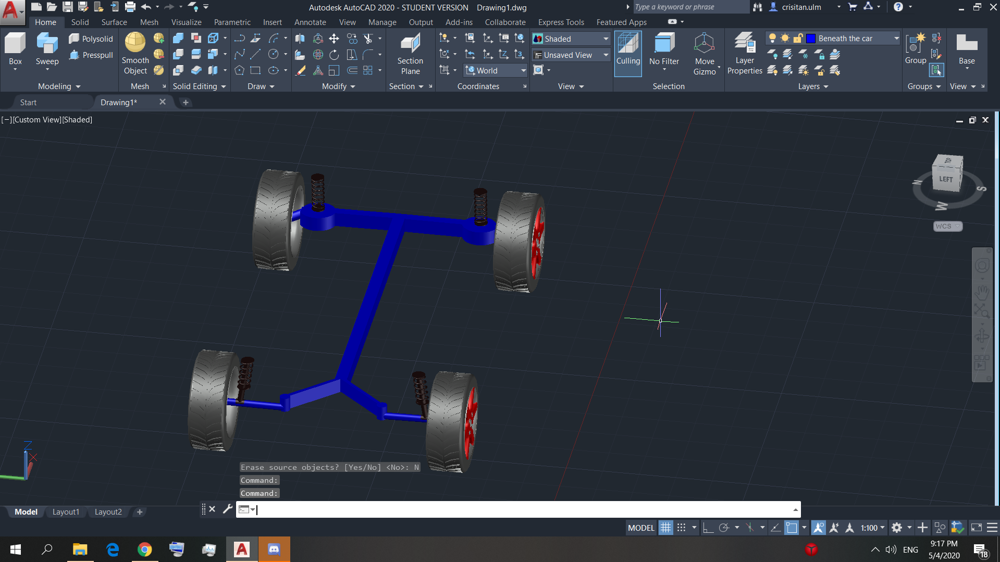 Autodesk AutoCAD 2020 - STUDENT VERSION Drawing1.dwg
Type a keyword or phrase
crisitan.ulm
Home Solid Surface Mesh Visualize Parametric Insert Annotate View Manage Output Add-ins Collaborate Express Tools Featured Apps
Box
Sweep
Polysolid
Presspull
Modeling
Smooth
Object
Mesh
Solid Editing
Draw
Modify
Section
Plane
Section
World
Coordinates
Shaded
Unsaved View
View
Culling
No Filter
Move
Gizmo
Selection
Layer
Properties
Beneath the car
Layers
Group
Groups
Base
View
Start
Drawing1*
[−][Custom View][Shaded]
TOP
LEFT
N
S
W
WCS
Z
X
Erase source objects? [Yes/No] <No>: N
Command:
Command:
Model Layout1 Layout2
MODEL
1:100
ENG
9:17 PM
5/4/2020
18